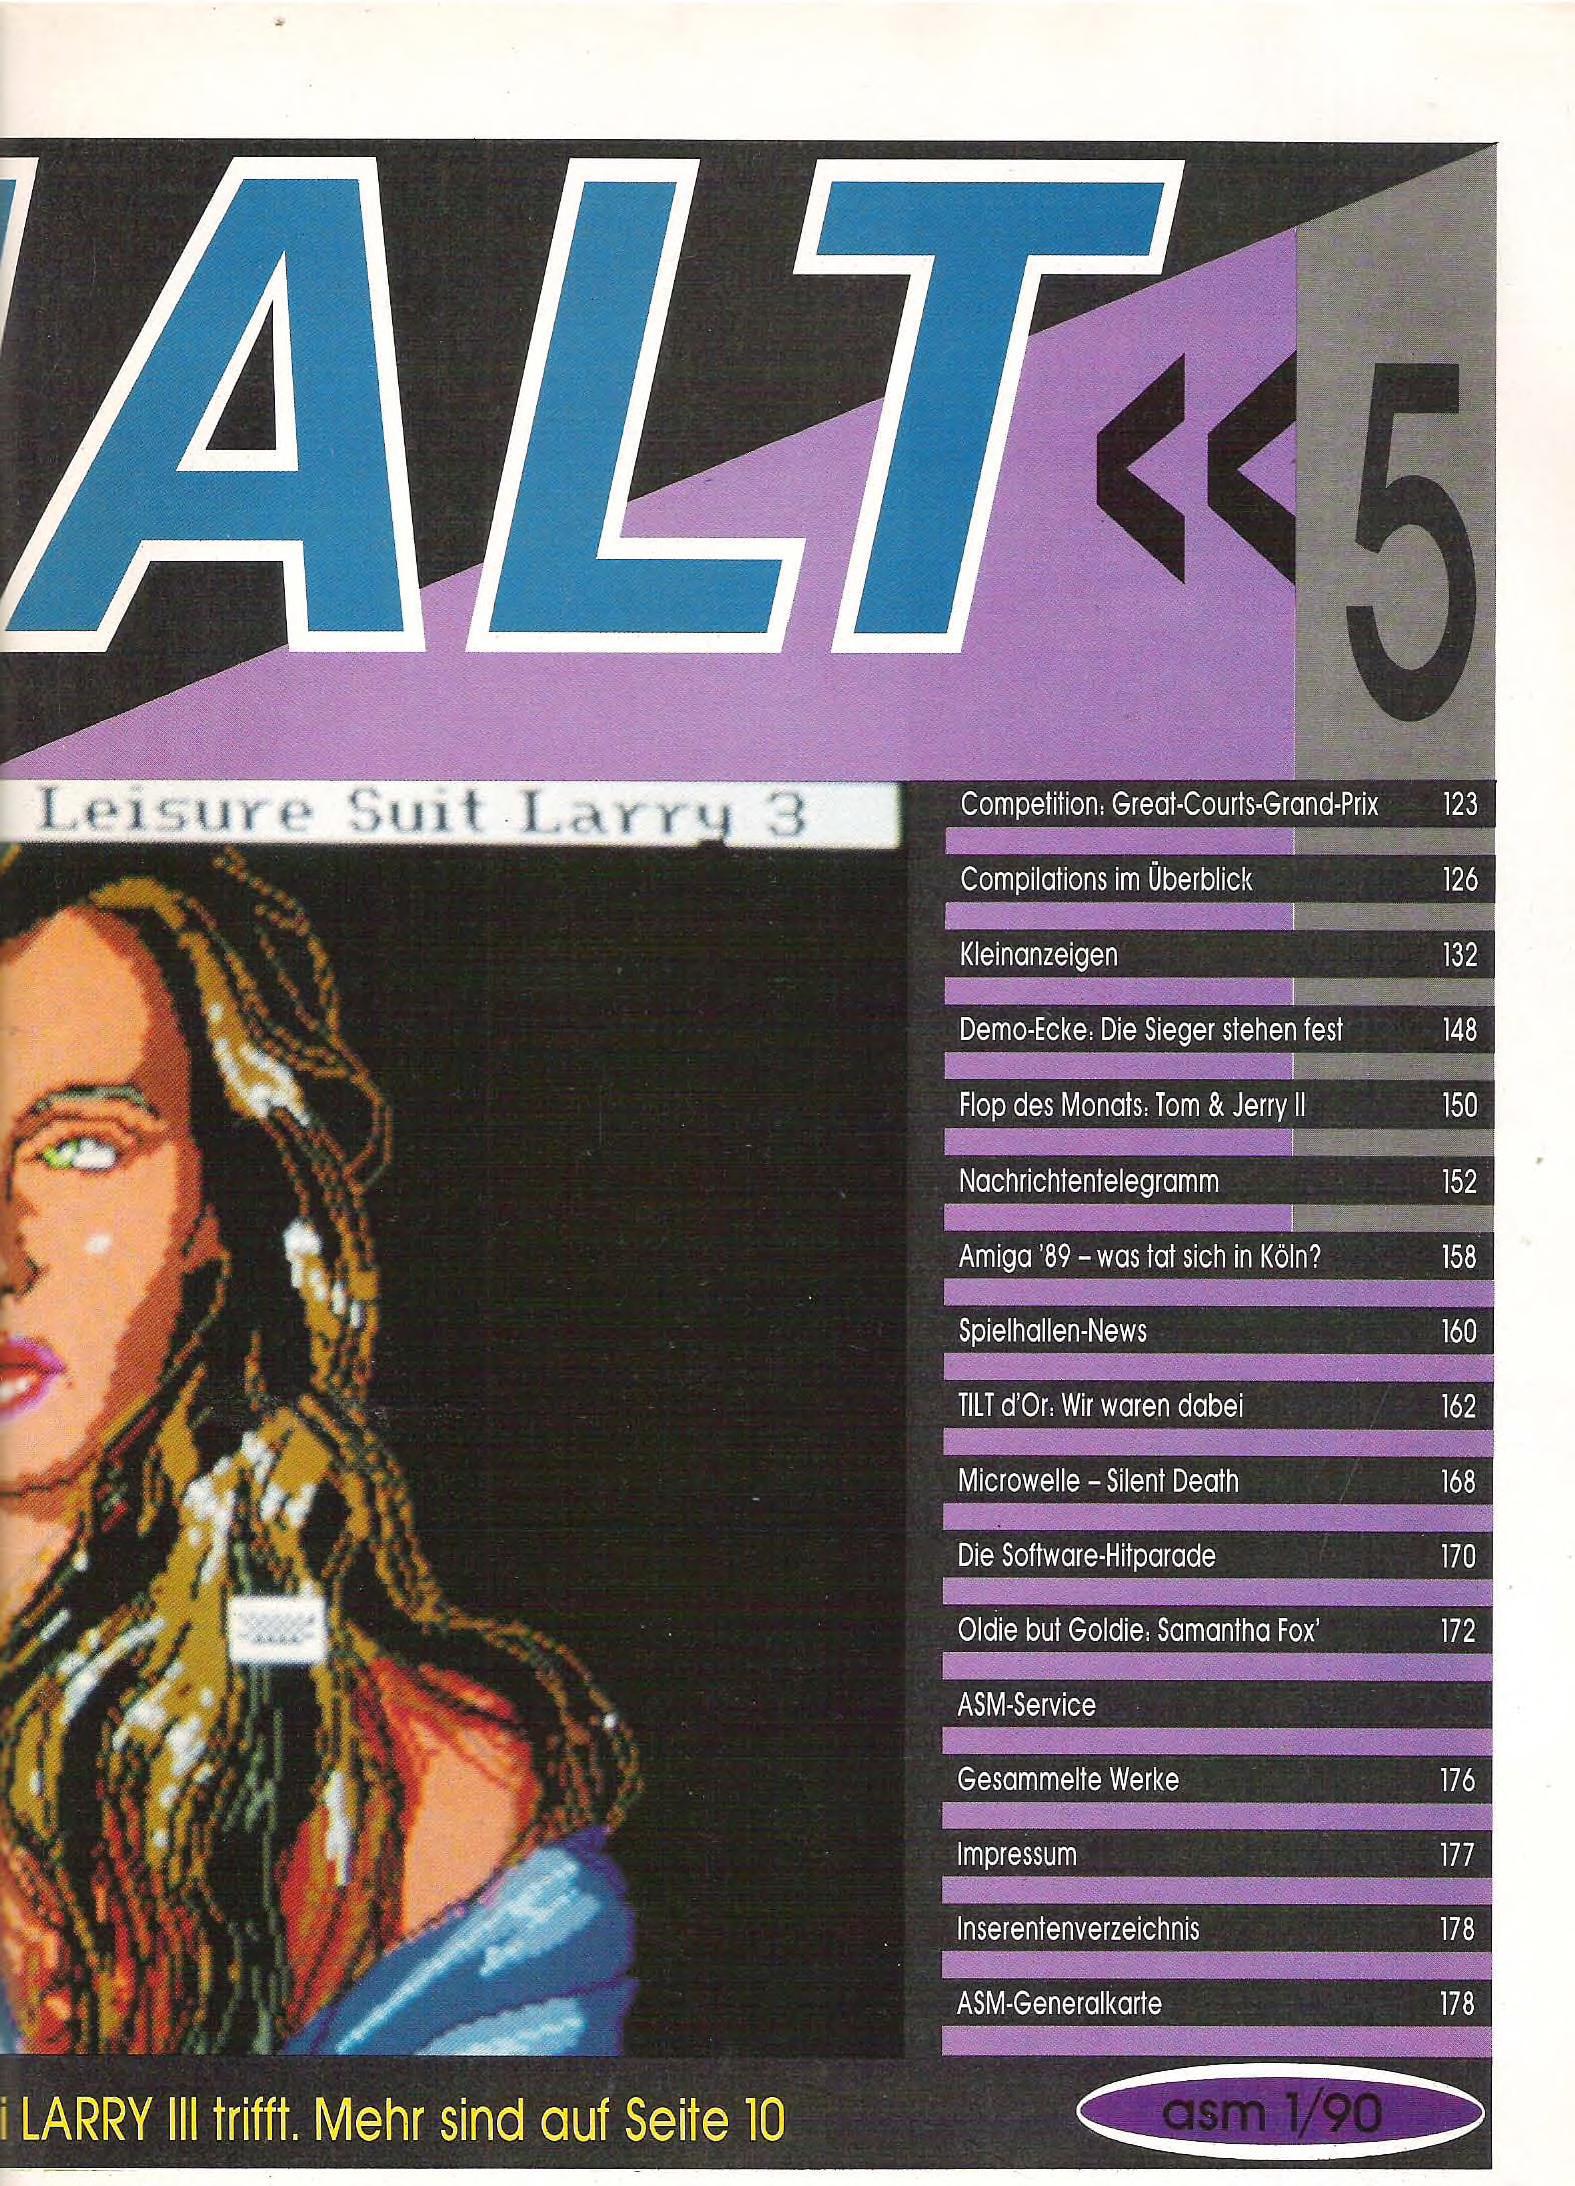 ALT
5
Leisure Suit Larry 3
Competition: Great-Courts-Grand-Prix 123
Compilations im Überblick 126
Kleinanzeigen 132
Demo-Ecke: Die Sieger stehen fest 148
Flop des Monats: Tom & Jerry II 150
Nachrichtentelegramm 152
Amiga '89 – was tat sich in Köln? 158
Spielhallen-News 160
TILT d'Or: Wir waren dabei 162
Microwelle – Silent Death 168
Die Software-Hitparade 170
Oldie but Goldie: Samantha Fox' 172
ASM-Service
Gesammelte Werke 176
Impressum 177
Inserentenverzeichnis 178
ASM-Generalkarte 178
LARRY III trifft. Mehr sind auf Seite 10
asm 1/90